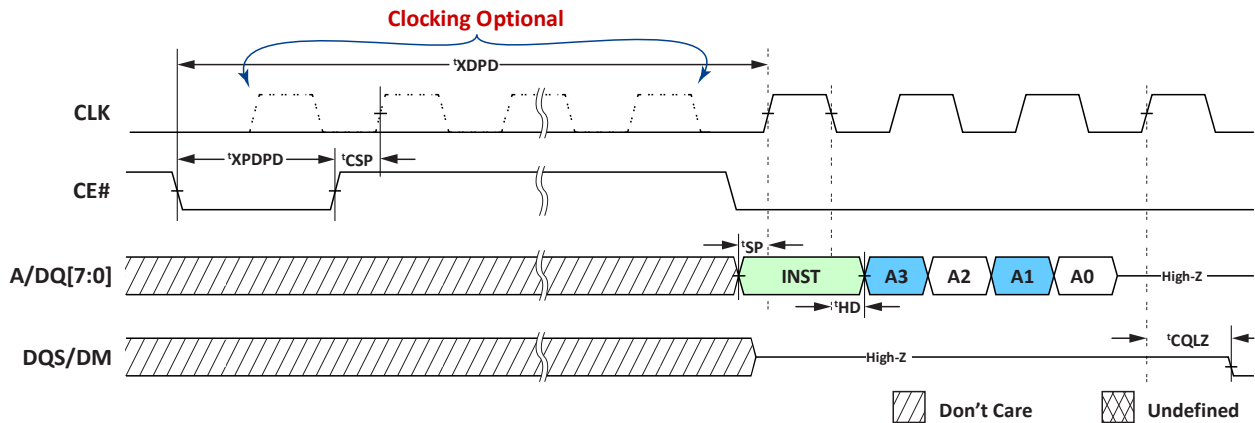 Clocking Optional
tXDPD
CLK
tXPDPD
tCSP
CE#
tSP
A/DQ[7:0]
INST
A3
A2
A1
A0
High-Z
tHD
DQS/DM
High-Z
tCQLZ
Don't Care
Undefined